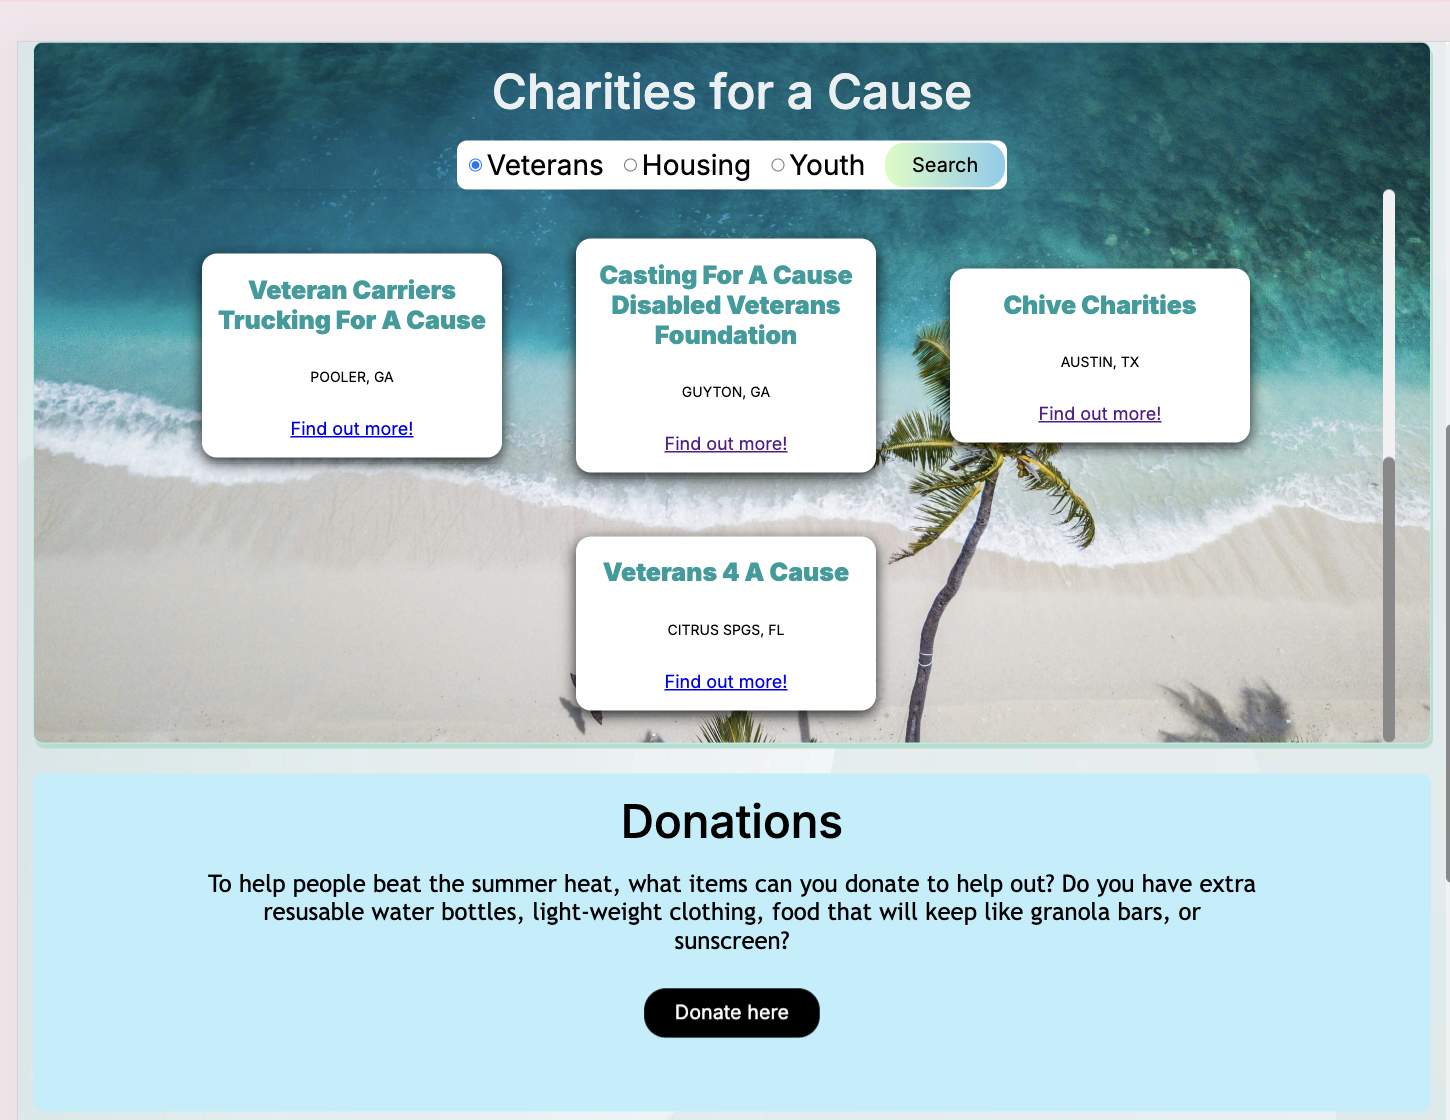 Charities for a Cause
Veterans Housing Youth Search
Veteran Carriers
Trucking For A Cause
POOLER, GA
Find out more!
Casting For A Cause
Disabled Veterans
Foundation
GUYTON, GA
Find out more!
Chive Charities
AUSTIN, TX
Find out more!
Veterans 4 A Cause
CITRUS SPGS, FL
Find out more!
Donations
To help people beat the summer heat, what items can you donate to help out? Do you have extra
resusable water bottles, light-weight clothing, food that will keep like granola bars, or
sunscreen?
Donate here